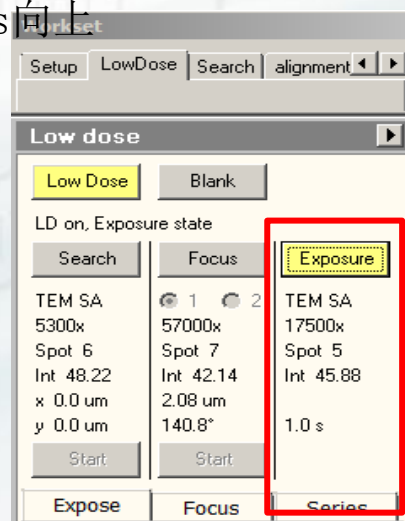 s向上
Workset
Setup LowDose Search alignment
Low dose
Low Dose Blank
LD on, Exposure state
Search Focus Exposure
TEM SA 1 2 TEM SA
5300x 57000x 17500x
Spot 6 Spot 7 Spot 5
Int 48.22 Int 42.14 Int 45.88
x 0.0 um 2.08 um
y 0.0 um 140.8° 1.0 s
Start Start
Expose Focus Series